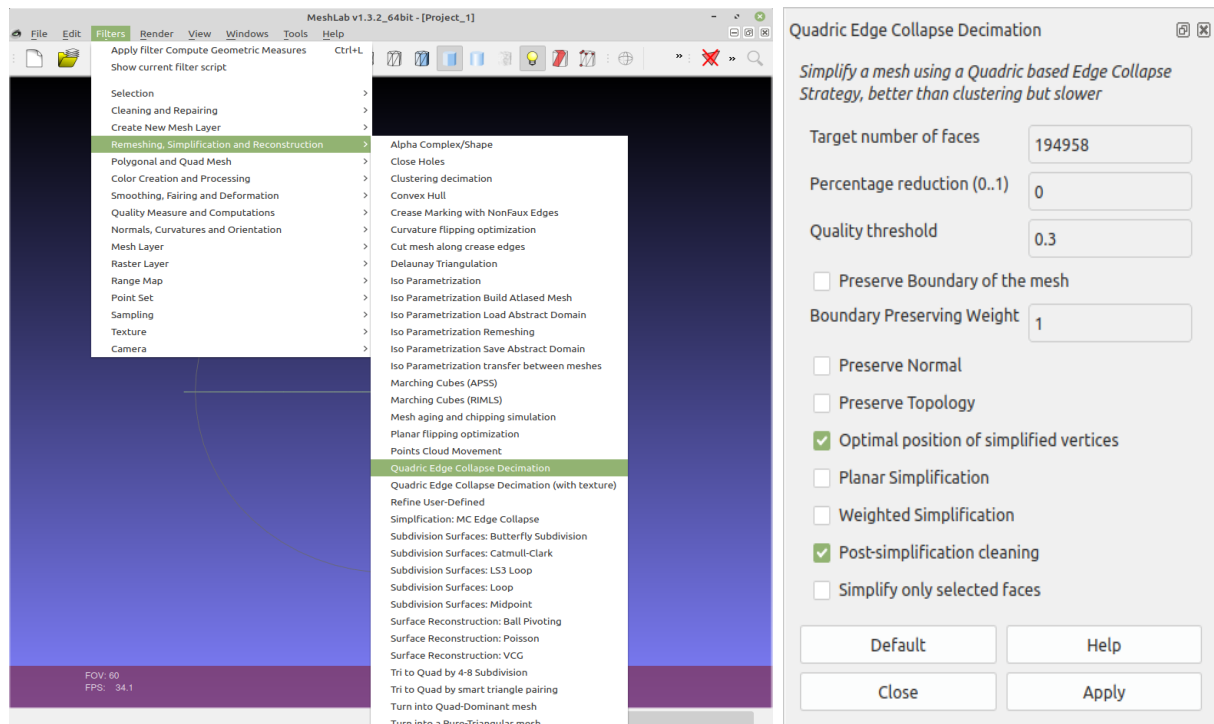 MeshLab v1.3.2_64bit - [Project_1]
File Edit Filters Render View Windows Tools Help
Apply filter Compute Geometric Measures Ctrl+L
Show current filter script
Selection
Cleaning and Repairing
Create New Mesh Layer
Remeshing, Simplification and Reconstruction
Polygonal and Quad Mesh
Color Creation and Processing
Smoothing, Fairing and Deformation
Quality Measure and Computations
Normals, Curvatures and Orientation
Mesh Layer
Raster Layer
Range Map
Point Set
Sampling
Texture
Camera
Alpha Complex/Shape
Close Holes
Clustering decimation
Convex Hull
Crease Marking with NonFaux Edges
Curvature flipping optimization
Cut mesh along crease edges
Delaunay Triangulation
Iso Parametrization
Iso Parametrization Build Atlased Mesh
Iso Parametrization Load Abstract Domain
Iso Parametrization Remeshing
Iso Parametrization Save Abstract Domain
Iso Parametrization transfer between meshes
Marching Cubes (APSS)
Marching Cubes (RIMLS)
Mesh aging and chipping simulation
Planar flipping optimization
Points Cloud Movement
Quadric Edge Collapse Decimation
Quadric Edge Collapse Decimation (with texture)
Refine User-Defined
Simplfication: MC Edge Collapse
Subdivision Surfaces: Butterfly Subdivision
Subdivision Surfaces: Catmull-Clark
Subdivision Surfaces: LS3 Loop
Subdivision Surfaces: Loop
Subdivision Surfaces: Midpoint
Surface Reconstruction: Ball Pivoting
Surface Reconstruction: Poisson
Surface Reconstruction: VCG
Tri to Quad by 4-8 Subdivision
Tri to Quad by smart triangle pairing
Turn into Quad-Dominant mesh
Turn into a Pure-Triangular mesh
FOV: 60
FPS: 34.1
Quadric Edge Collapse Decimation
Simplify a mesh using a Quadric based Edge Collapse
Strategy, better than clustering but slower
Target number of faces 194958
Percentage reduction (0..1) 0
Quality threshold 0.3
Preserve Boundary of the mesh
Boundary Preserving Weight 1
Preserve Normal
Preserve Topology
Optimal position of simplified vertices
Planar Simplification
Weighted Simplification
Post-simplification cleaning
Simplify only selected faces
Default Help
Close Apply